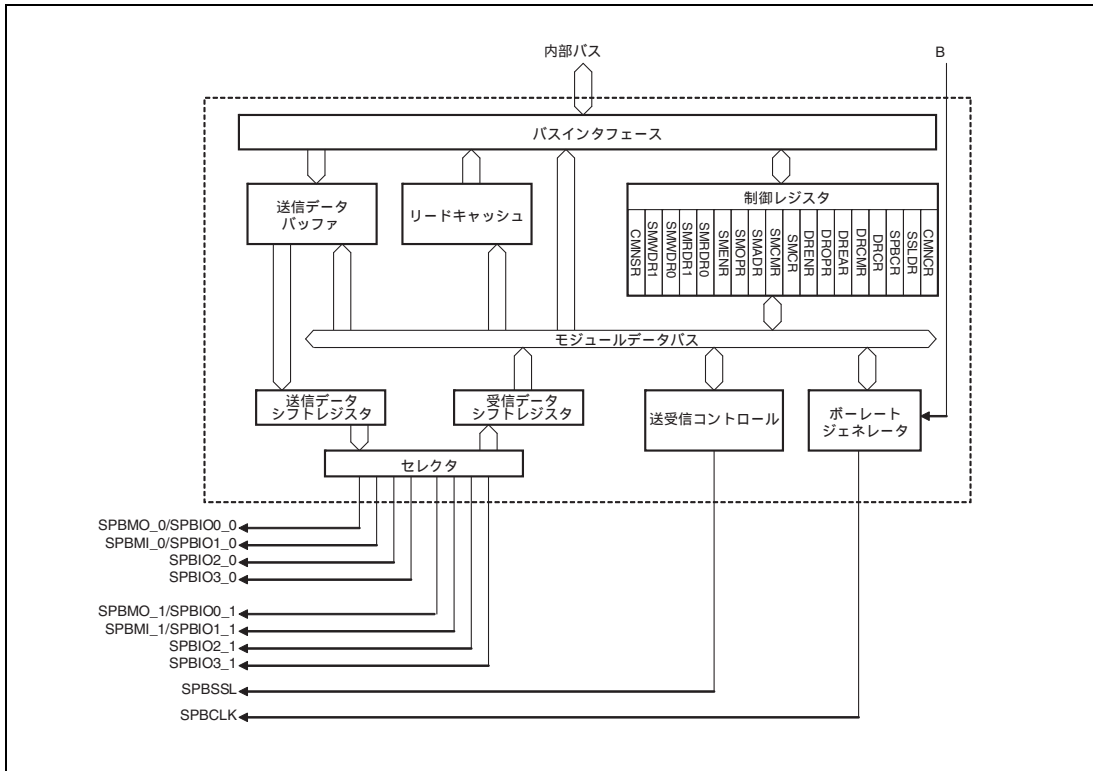 内部バス
B
バスインタフェース
送信データ
バッファ
リードキャッシュ
制御レジスタ
CMNSR
SMWDR1
SMWDR0
SMRDR1
SMRDR0
SMENR
SMOPR
SMADR
SMCMR
SMCR
DRENR
DROPR
DREAR
DRCMR
DRCR
SPBCR
SSLDR
CMNCR
モジュールデータバス
送信データ
シフトレジスタ
受信データ
シフトレジスタ
送受信コントロール
ボーレート
ジェネレータ
セレクタ
SPBMO_0/SPBIO0_0
SPBMI_0/SPBIO1_0
SPBIO2_0
SPBIO3_0
SPBMO_1/SPBIO0_1
SPBMI_1/SPBIO1_1
SPBIO2_1
SPBIO3_1
SPBSSL
SPBCLK